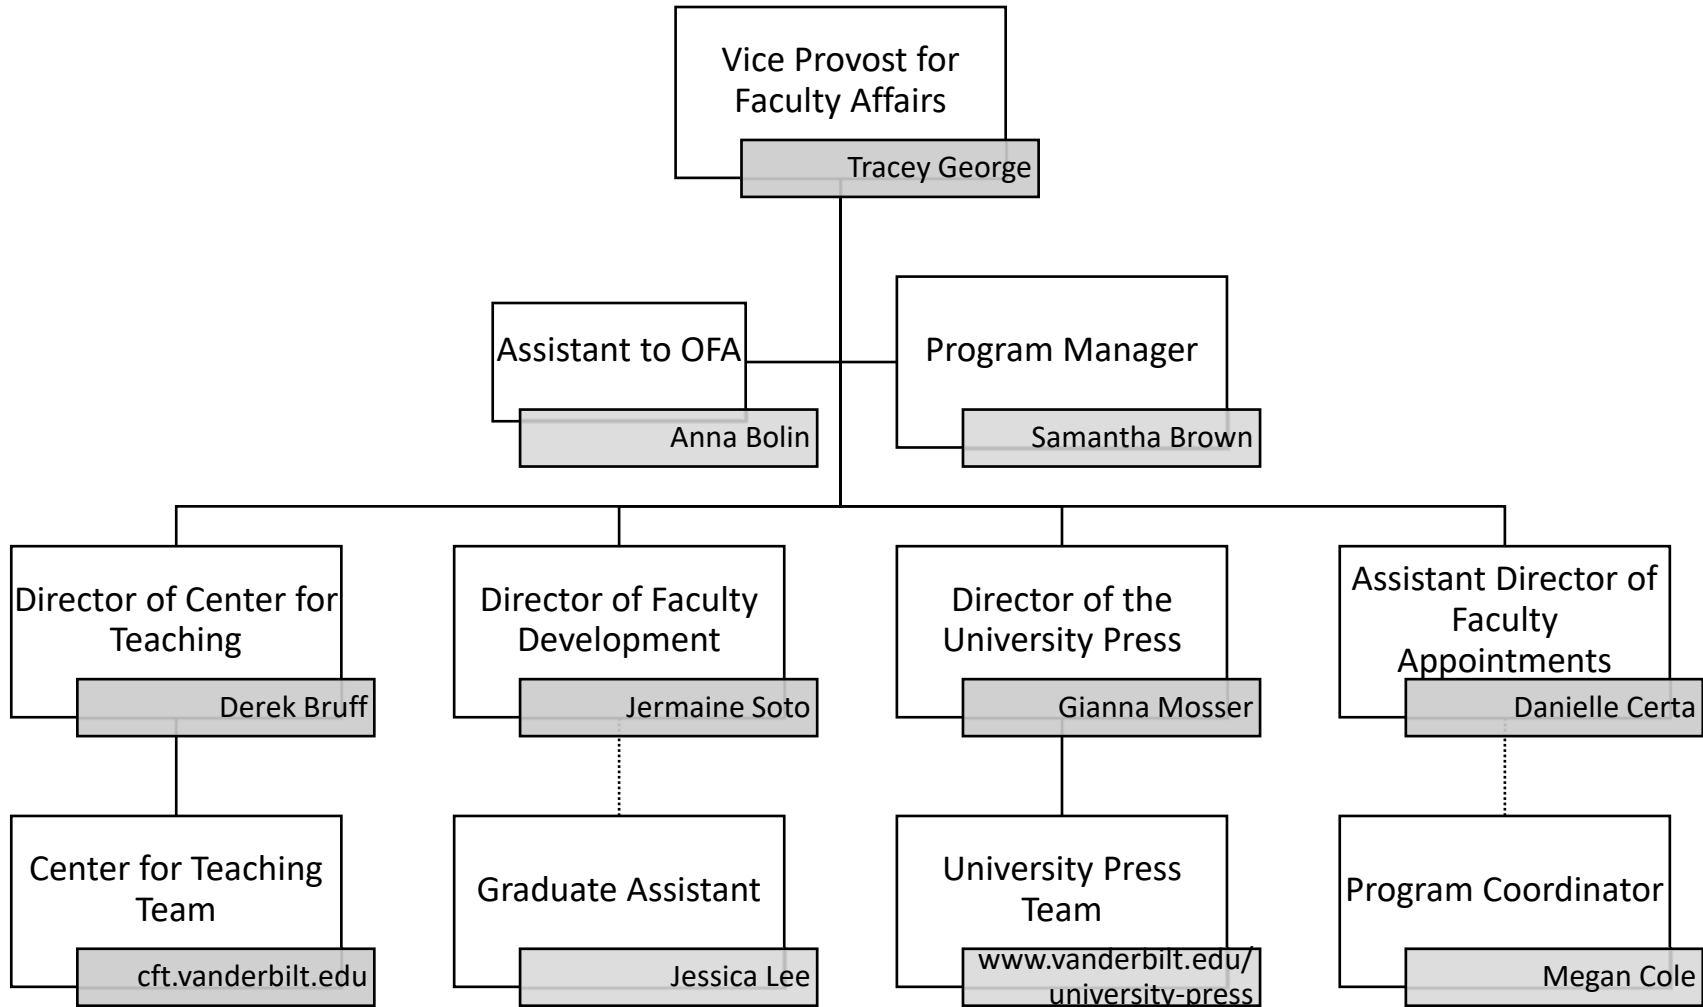 Vice Provost for
Faculty Affairs
Tracey George
Assistant to OFA
Anna Bolin
Program Manager
Samantha Brown
Director of Center for
Teaching
Derek Bruff
Director of Faculty
Development
Jermaine Soto
Director of the
University Press
Gianna Mosser
Assistant Director of
Faculty
Appointments
Danielle Certa
Center for Teaching
Team
cft.vanderbilt.edu
Graduate Assistant
Jessica Lee
University Press
Team
www.vanderbilt.edu/
university-press
Program Coordinator
Megan Cole